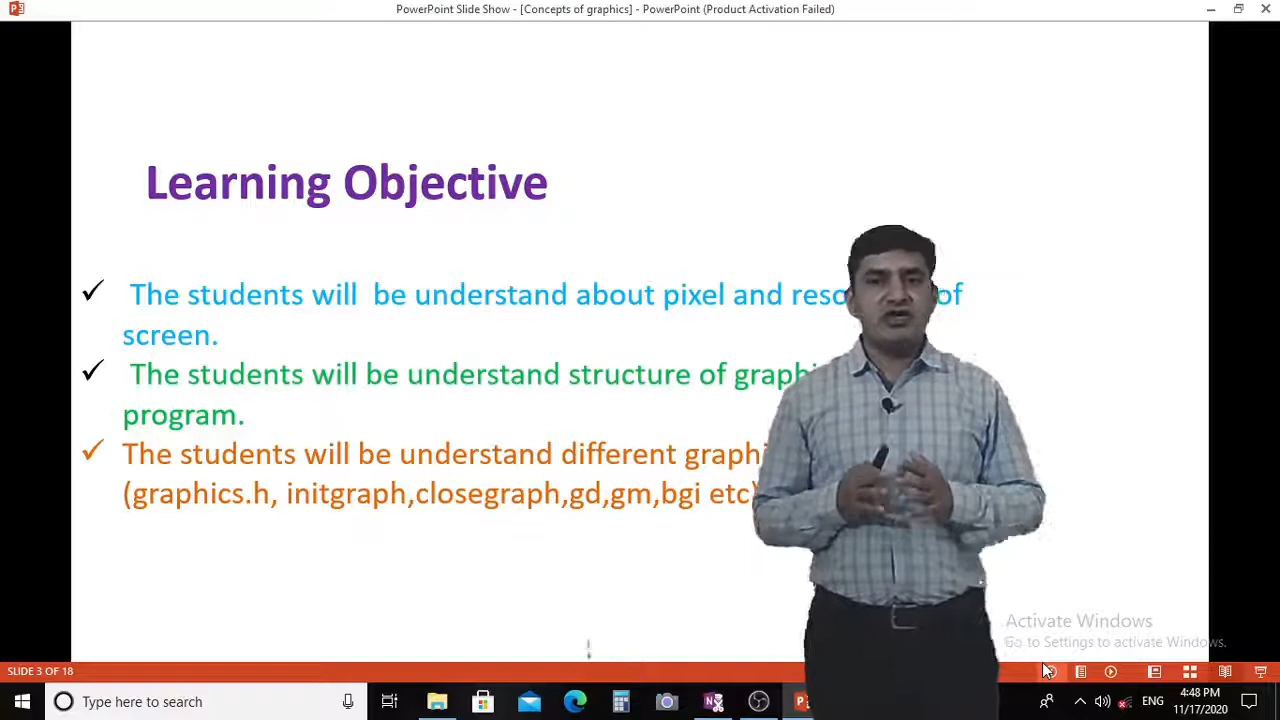 PowerPoint Slide Show - [Concepts of graphics] - PowerPoint (Product Activation Failed)
Learning Objective
✓ The students will be understand about pixel and of
screen.
✓ The students will be understand structure of
program.
✓ The students will be understand different
(graphics.h, initgraph,closegraph,gd,gm,bgi etc)
Activate Windows
Go to Settings to activate Windows.
SLIDE 3 OF 18
Type here to search
ENG
4:48 PM
11/17/2020